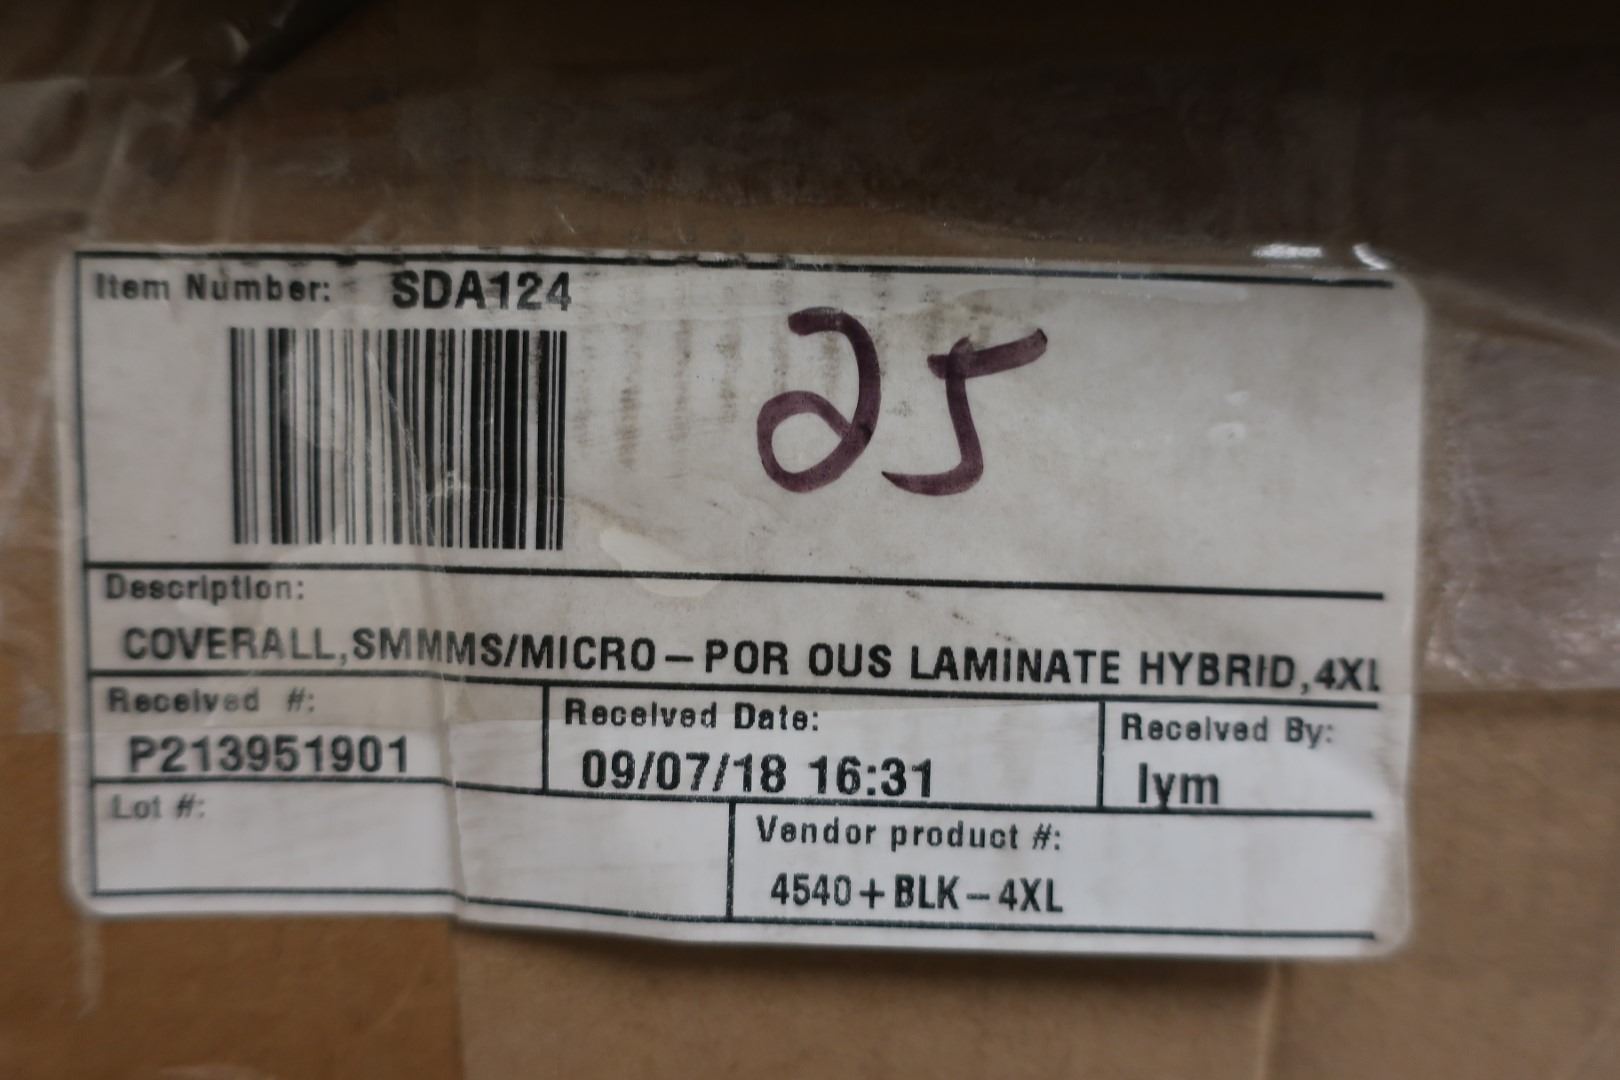 Item Number: SDA124
25
Description:
COVERALL,SMMMS/MICRO-POR OUS LAMINATE HYBRID,4XL
Received #: Received Date: Received By:
P213951901 09/07/18 16:31 lym
Lot #: Vendor product #:
4540+BLK-4XL